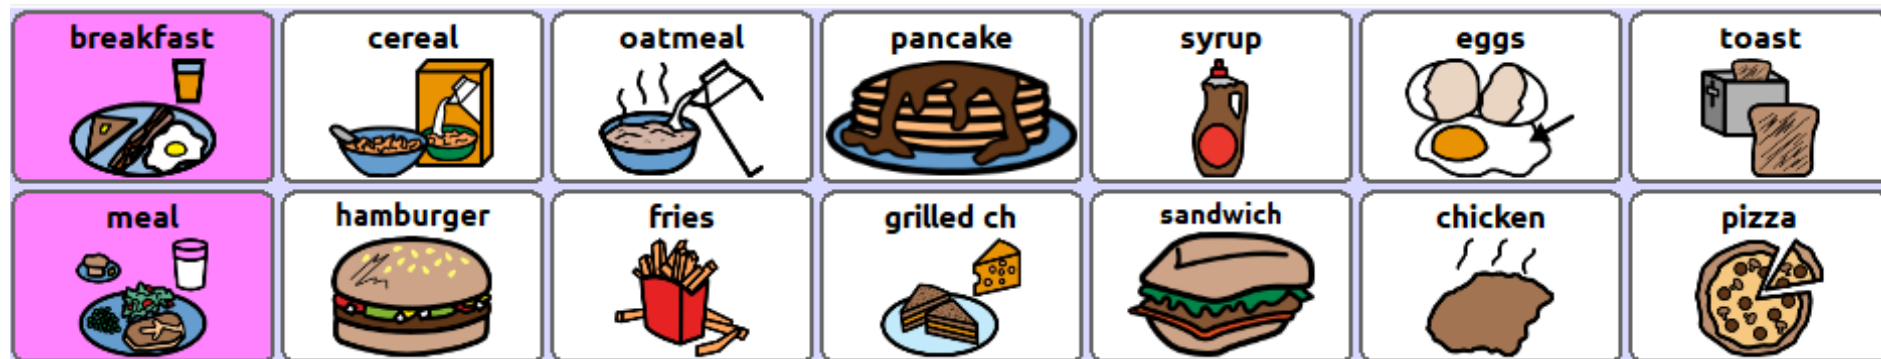 breakfast cereal oatmeal pancake syrup eggs toast
meal hamburger fries grilled ch sandwich chicken pizza